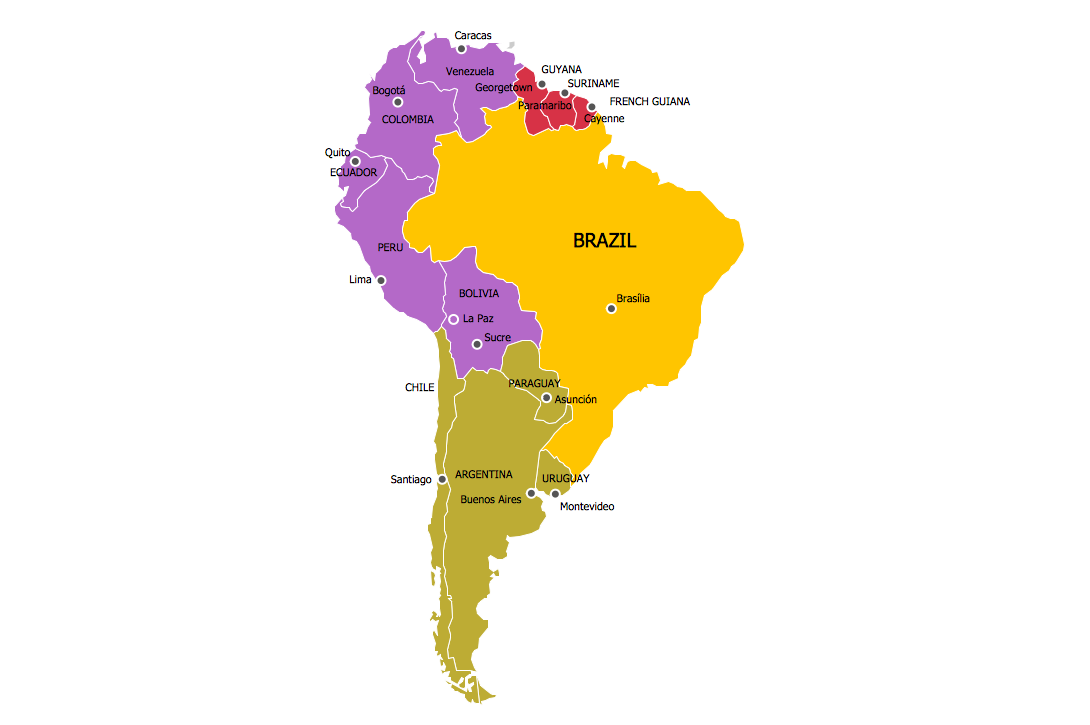 Caracas
Venezuela
GUYANA
Georgetown
SURINAME
Bogotá
Paramaribo
FRENCH GUIANA
COLOMBIA
Cayenne
Quito
ECUADOR
BRAZIL
PERU
Lima
BOLIVIA
Brasília
La Paz
Sucre
CHILE
PARAGUAY
Asunción
ARGENTINA
Santiago
URUGUAY
Buenos Aires
Montevideo